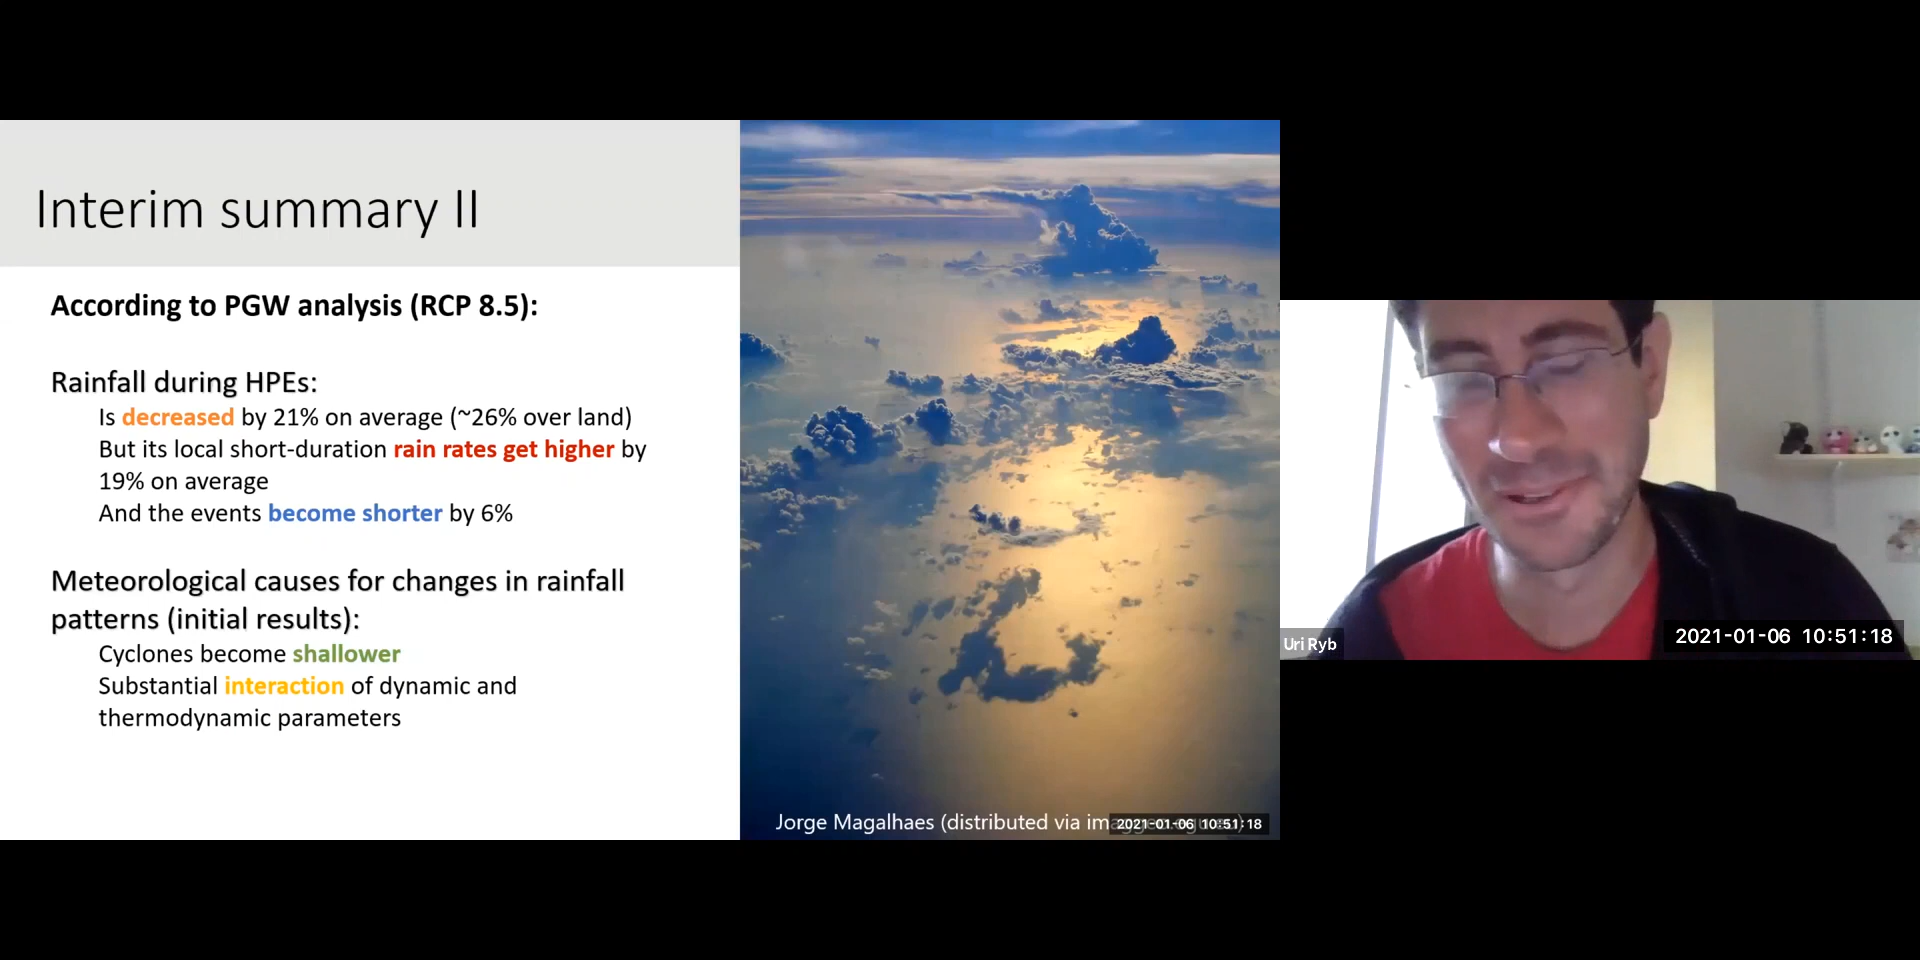 Interim summary II
According to PGW analysis (RCP 8.5):
Rainfall during HPEs:
Is decreased by 21% on average (~26% over land)
But its local short-duration rain rates get higher by
19% on average
And the events become shorter by 6%
Meteorological causes for changes in rainfall
patterns (initial results):
Cyclones become shallower
Substantial interaction of dynamic and
thermodynamic parameters
Jorge Magalhaes (distributed via
2021-01-06 10:51:18
Uri Ryb
2021-01-06 10:51:18